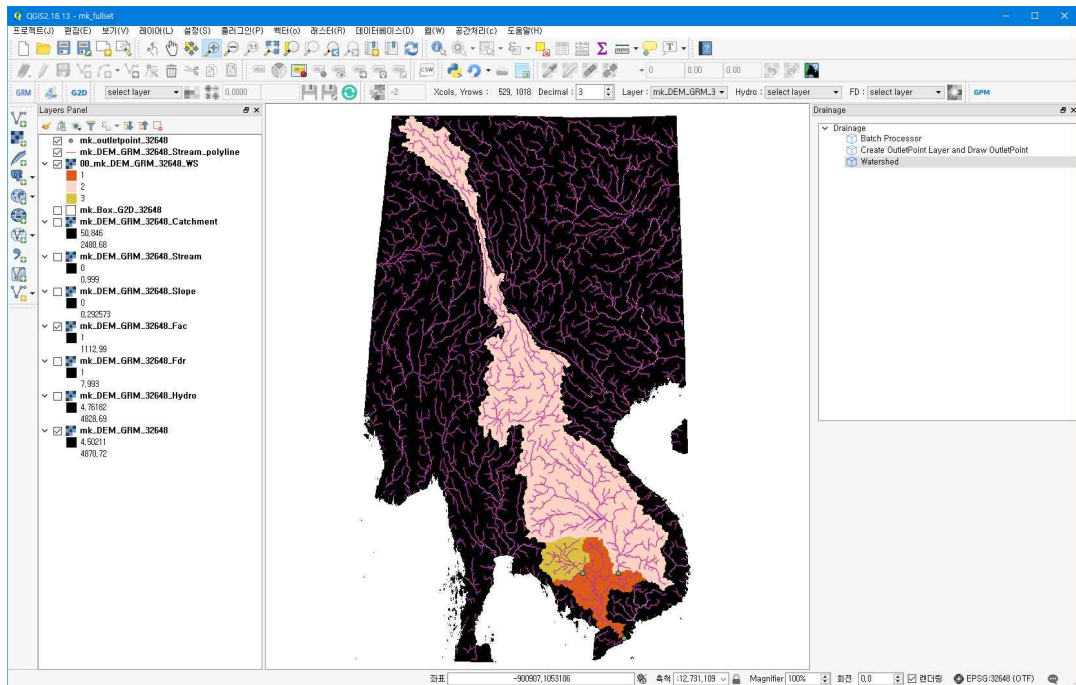 QGIS2.18.13 - mk_fullset
프로젝트(J) 편집(E) 보기(V) 레이어(L) 설정(S) 플러그인(P) 벡터(o) 래스터(R) 데이터베이스(D) 웹(W) 공간처리(c) 도움말(H)
CSW 0 0,00 0,00
GRM G2D select layer 0,0000 -2 Xcols, Yrows : 529, 1018 Decimal : 3 Layer : mk_DEM_GRM_3 Hydro : select layer FD : select layer GPM
Layers Panel
mk_outletpoint_32648
mk_DEM_GRM_32648_Stream_polyline
00_mk_DEM_GRM_32648_WS
1
2
3
mk_Box_G2D_32648
mk_DEM_GRM_32648_Catchment
50,846
2480,68
mk_DEM_GRM_32648_Stream
0
0,999
mk_DEM_GRM_32648_Slope
0
0,292573
mk_DEM_GRM_32648_Fac
1
1112,99
mk_DEM_GRM_32648_Fdr
1
7,993
mk_DEM_GRM_32648_Hydro
4,76182
4828,69
mk_DEM_GRM_32648
4,50211
4870,72
Drainage
Drainage
Batch Processor
Create OutletPoint Layer and Draw OutletPoint
Watershed
좌표 -900907,1053106 축척 :12,731,109 Magnifier 100% 회전 0,0 렌더링 EPSG:32648 (OTF)